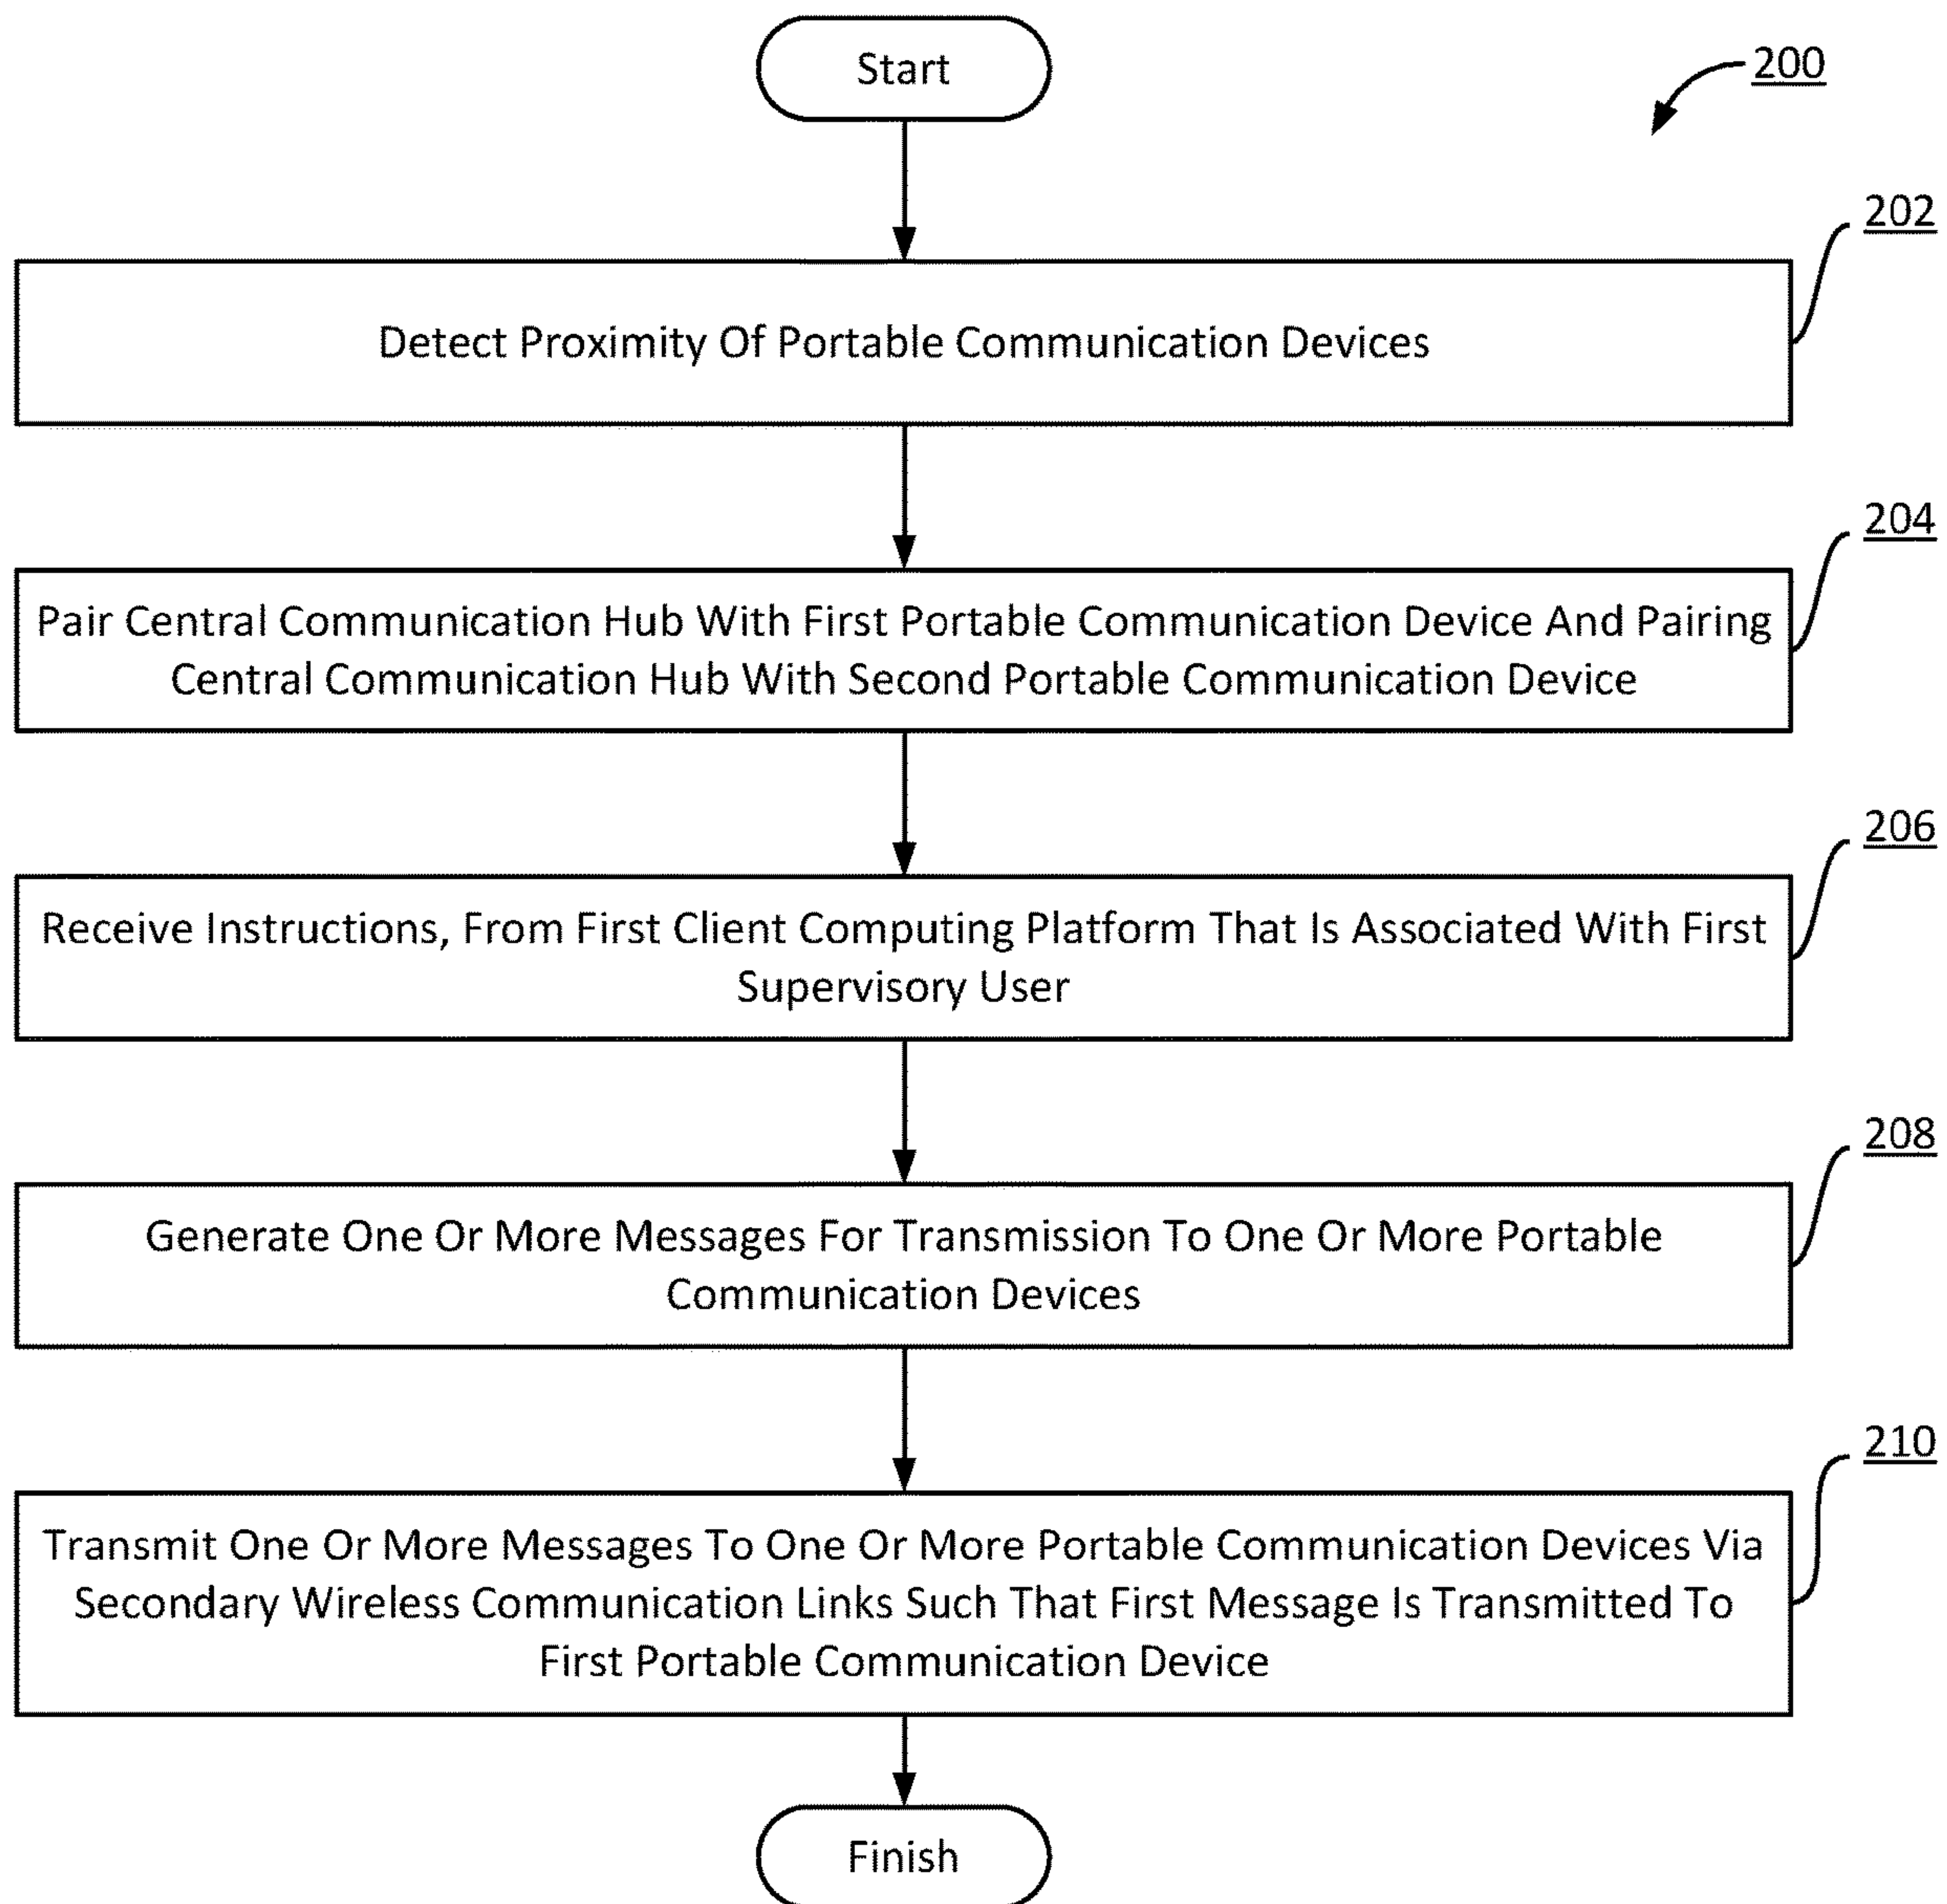 Start
200
202
Detect Proximity Of Portable Communication Devices
204
Pair Central Communication Hub With First Portable Communication Device And Pairing
Central Communication Hub With Second Portable Communication Device
206
Receive Instructions, From First Client Computing Platform That Is Associated With First
Supervisory User
208
Generate One Or More Messages For Transmission To One Or More Portable
Communication Devices
210
Transmit One Or More Messages To One Or More Portable Communication Devices Via
Secondary Wireless Communication Links Such That First Message Is Transmitted To
First Portable Communication Device
Finish